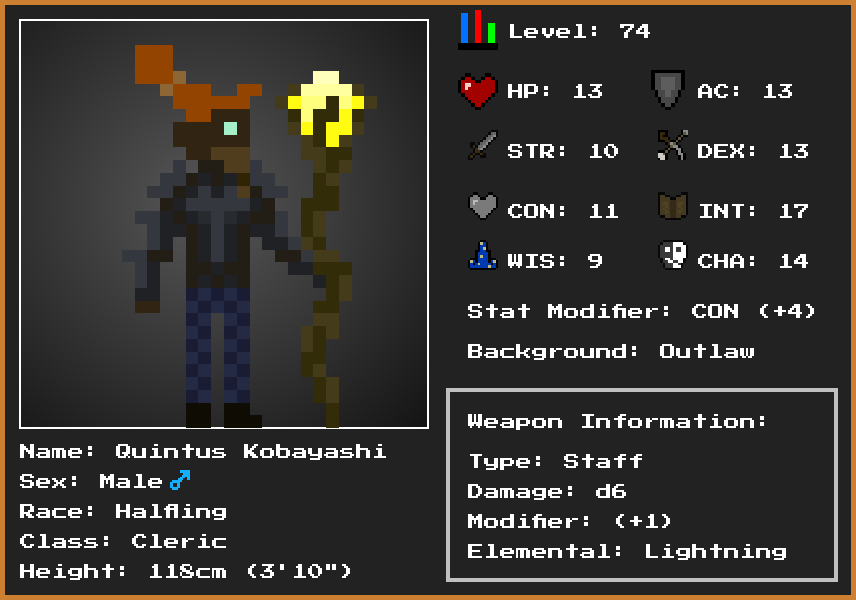 Level: 74
HP: 13
AC: 13
STR: 10
DEX: 13
CON: 11
INT: 17
WIS: 9
CHA: 14
Stat Modifier: CON (+4)
Background: Outlaw
Weapon Information:
Type: Staff
Damage: d6
Modifier: (+1)
Elemental: Lightning
Name: Quintus Kobayashi
Sex: Male♂
Race: Halfling
Class: Cleric
Height: 118cm (3'10")